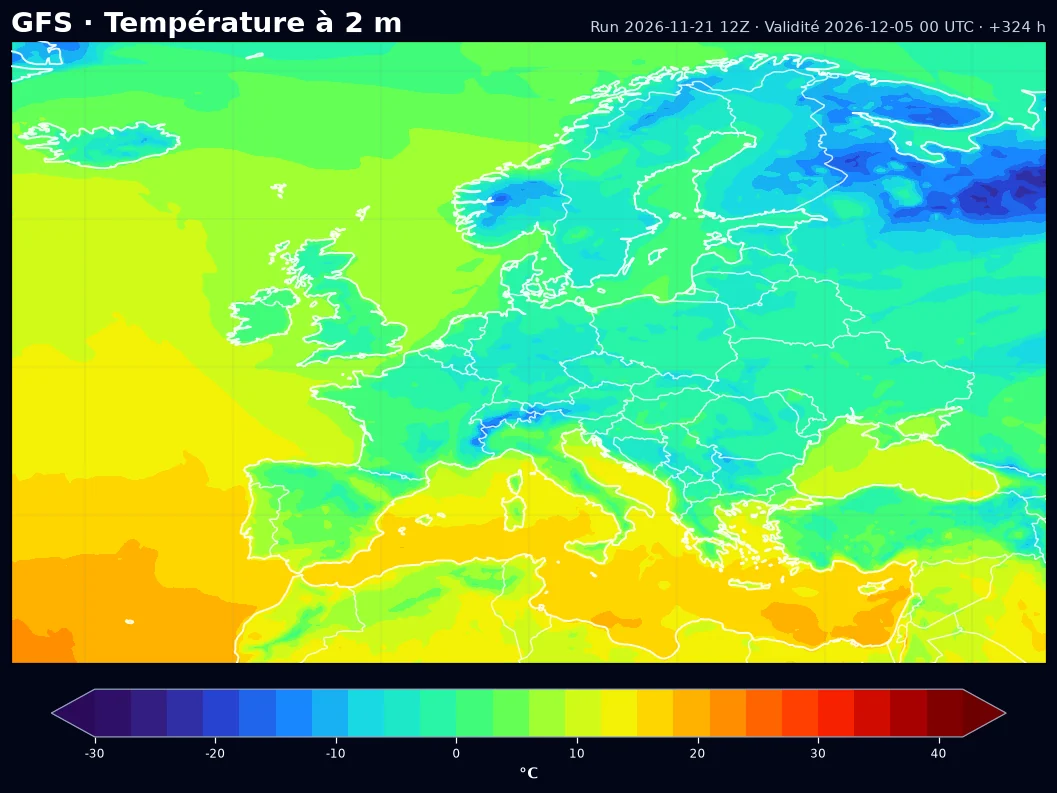 GFS · Température à 2 m
Run 2026-11-21 12Z · Validité 2026-12-05 00 UTC · +324 h
-30 -20 -10 0 10 20 30 40
°C